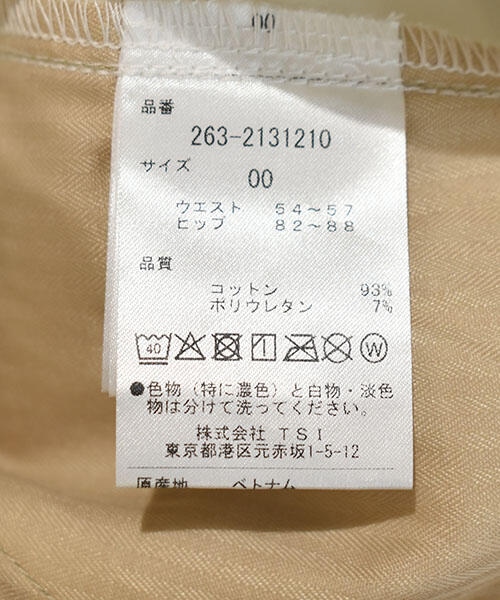 00
品番
263-2131210
サイズ
00
ウエスト 54～57
ヒップ 82～88
品質
コットン 93%
ポリウレタン 7%
40
W
●色物（特に濃色）と白物・淡色
物は分けて洗ってください。
株式会社 TSI
東京都港区元赤坂1-5-12
原産地 ベトナム